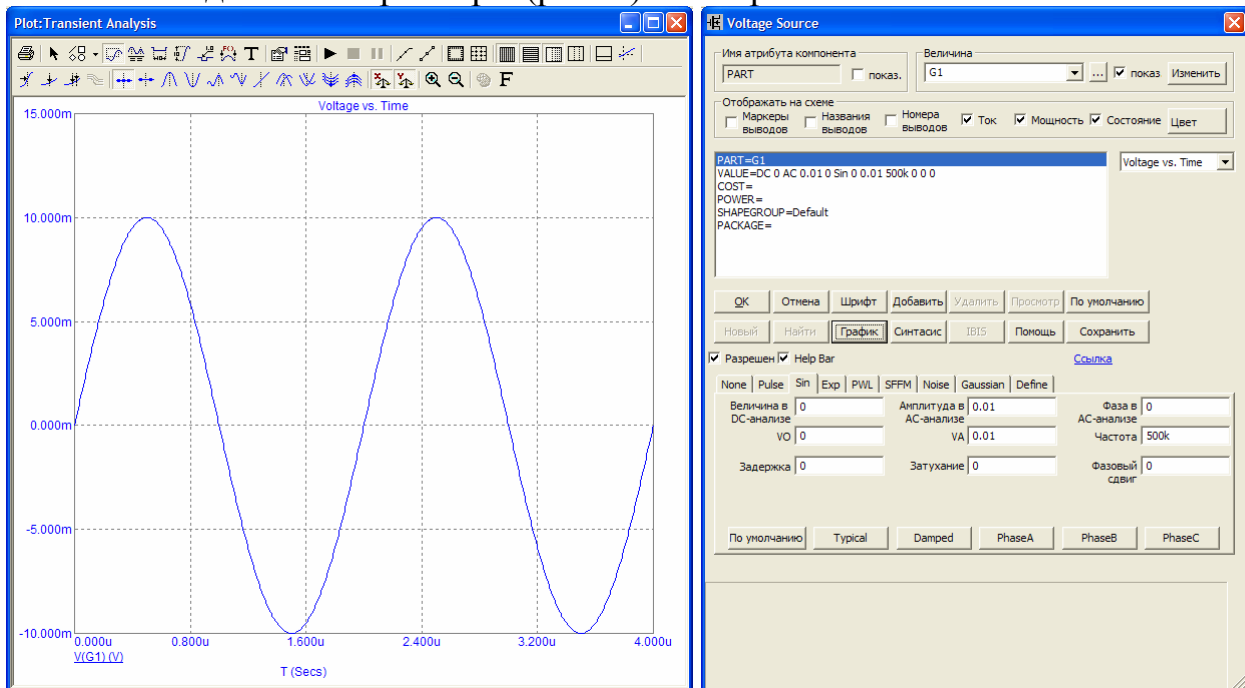 Plot:Transient Analysis
T
F
Voltage vs. Time
15.000m
10.000m
5.000m
0.000m
-5.000m
-10.000m
0.000u 0.800u 1.600u 2.400u 3.200u 4.000u
V(G1) (V)
T (Secs)
Voltage Source
Имя атрибута компонента
PART показ.
Величина
G1 ... показ Изменить
Отображать на схеме
Маркеры выводов
Названия выводов
Номера выводов
Ток Мощность Состояние Цвет
PART=G1
VALUE=DC 0 AC 0.01 0 Sin 0 0.01 500k 0 0 0
COST=
POWER=
SHAPEGROUP=Default
PACKAGE=
Voltage vs. Time
OK Отмена Шрифт Добавить Удалить Просмотр По умолчанию
Новый Найти График Синтасис IBIS Помощь Сохранить
Разрешен Help Bar Ссылка
None Pulse Sin Exp PWL SFFM Noise Gaussian Define
Величина в DC-анализе 0
Амплитуда в AC-анализе 0.01
Фаза в AC-анализе 0
VO 0 VA 0.01 Частота 500k
Задержка 0 Затухание 0 Фазовый сдвиг 0
По умолчанию Typical Damped PhaseA PhaseB PhaseC